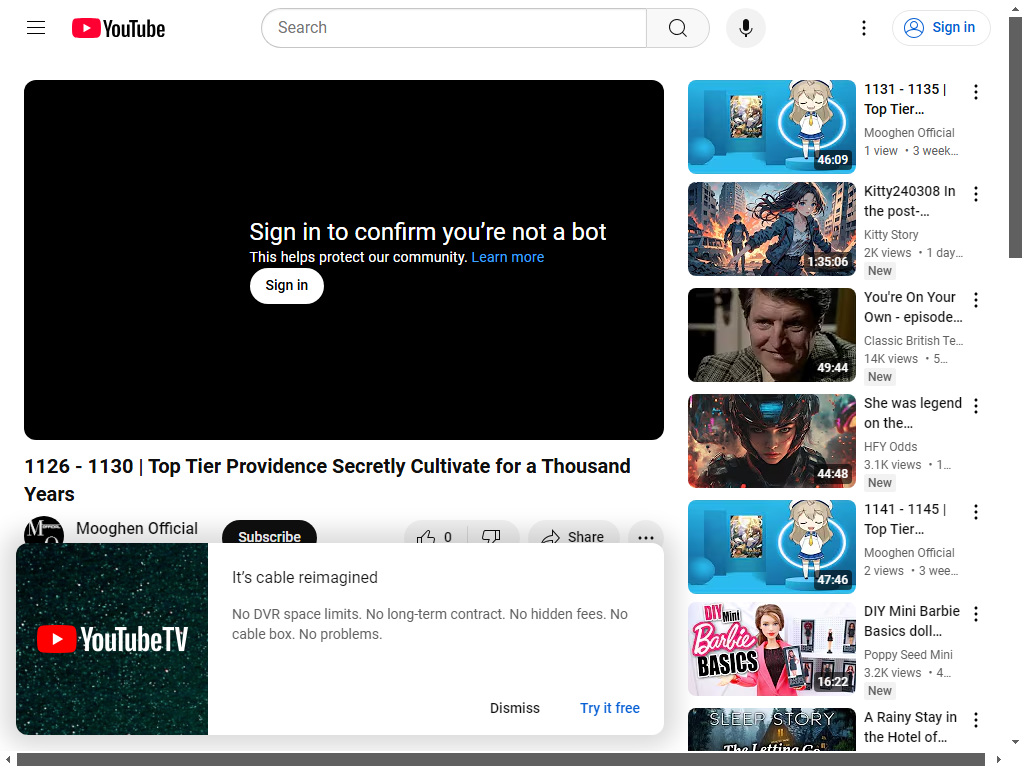 YouTube
Search
Sign in
Sign in to confirm you're not a bot
This helps protect our community. Learn more
Sign in
1126 - 1130 | Top Tier Providence Secretly Cultivate for a Thousand
Years
Mooghen Official
Subscribe
0
Share
YouTubeTV
It's cable reimagined
No DVR space limits. No long-term contract. No hidden fees. No
cable box. No problems.
Dismiss
Try it free
46:09
1131 - 1135 |
Top Tier…
Mooghen Official
1 view • 3 week…
1:35:06
Kitty240308 In
the post-…
Kitty Story
2K views • 1 day…
New
49:44
You're On Your
Own - episode…
Classic British Te…
14K views • 5…
New
44:48
She was legend
on the…
HFY Odds
3.1K views • 1…
New
47:46
1141 - 1145 |
Top Tier…
Mooghen Official
2 views • 3 wee…
DIY Mini
Barbie
BASICS
16:22
DIY Mini Barbie
Basics doll…
Poppy Seed Mini
3.2K views • 4…
New
SLEEP STORY
The Letting Go
A Rainy Stay in
the Hotel of…